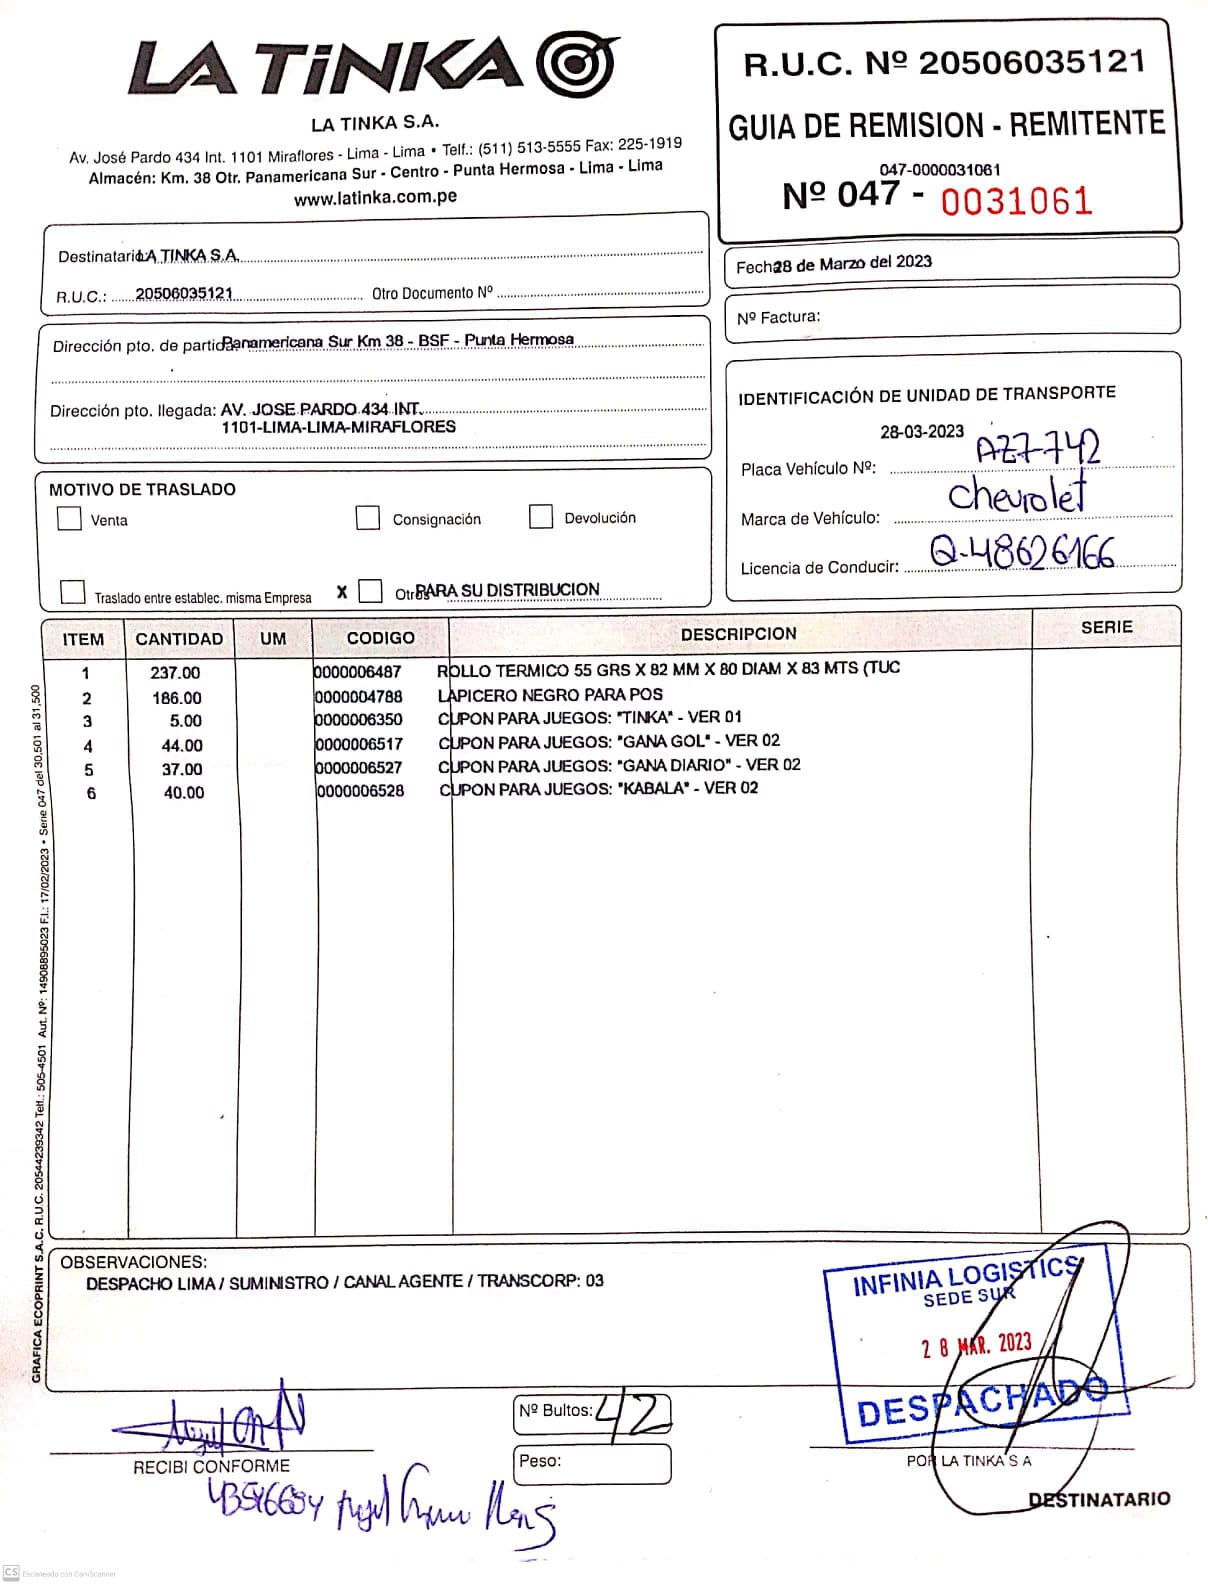 LA TiNKA
LA TINKA S.A.
Av. José Pardo 434 Int. 1101 Miraflores - Lima - Lima • Telf.: (511) 513-5555 Fax: 225-1919
Almacén: Km. 38 Otr. Panamericana Sur - Centro - Punta Hermosa - Lima - Lima
www.latinka.com.pe
R.U.C. Nº 20506035121
GUIA DE REMISION - REMITENTE
047-0000031061
Nº 047 - 0031061
Destinatario LA TINKA S.A.
R.U.C.: 20506035121 Otro Documento Nº
Fecha 28 de Marzo del 2023
Nº Factura:
Dirección pto. de partida: Panamericana Sur Km 38 - BSF - Punta Hermosa
Dirección pto. llegada: AV. JOSE PARDO 434 INT.
1101-LIMA-LIMA-MIRAFLORES
IDENTIFICACIÓN DE UNIDAD DE TRANSPORTE
28-03-2023
Placa Vehículo Nº: AZ7-742
Marca de Vehículo: Chevrolet
Licencia de Conducir: Q-48626166
MOTIVO DE TRASLADO
Venta Consignación Devolución
Traslado entre establec. misma Empresa X Otros PARA SU DISTRIBUCION
ITEM CANTIDAD UM CODIGO DESCRIPCION SERIE
1 237.00 0000006487 ROLLO TERMICO 55 GRS X 82 MM X 80 DIAM X 83 MTS (TUC
2 186.00 0000004788 LAPICERO NEGRO PARA POS
3 5.00 0000006350 CUPON PARA JUEGOS: "TINKA" - VER 01
4 44.00 0000006517 CUPON PARA JUEGOS: "GANA GOL" - VER 02
5 37.00 0000006527 CUPON PARA JUEGOS: "GANA DIARIO" - VER 02
6 40.00 0000006528 CUPON PARA JUEGOS: "KABALA" - VER 02
GRAFICA ECOPRINT S.A.C. R.U.C. 20544239342 Telf.: 505-4501 Aut. Nº: 14908895023 F.I.: 17/02/2023 • Serie 047 del 30,501 al 31,500
OBSERVACIONES:
DESPACHO LIMA / SUMINISTRO / CANAL AGENTE / TRANSCORP: 03
INFINIA LOGISTICS
SEDE SUR
28 MAR. 2023
DESPACHADO
Nº Bultos: 42
Peso:
RECIBI CONFORME
POR LA TINKA S A
DESTINATARIO
CS Escaneado con CamScanner